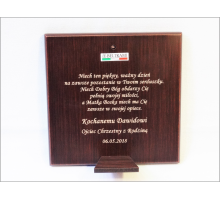 Niech ten piękny, ważny dzień
na zawsze pozostanie w Twoim serduszku.
Niech Dobry Bóg obdarzy Cię
pełnią swojej miłości,
a Matka Boska niech ma Cię
zawsze w swojej opiece.
Kochanemu Dawidowi
Ojciec Chrzestny z Rodziną
06.05.2018